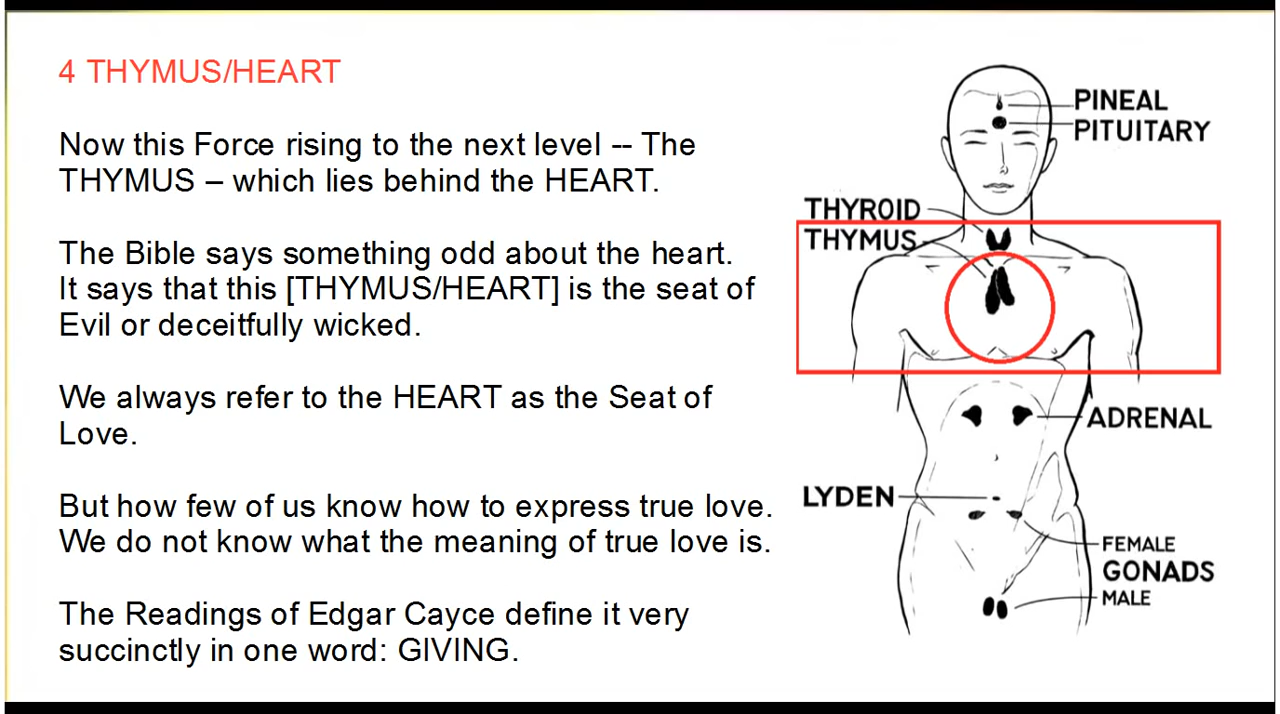 4 THYMUS/HEART
Now this Force rising to the next level -- The
THYMUS – which lies behind the HEART.
The Bible says something odd about the heart.
It says that this [THYMUS/HEART] is the seat of
Evil or deceitfully wicked.
We always refer to the HEART as the Seat of
Love.
But how few of us know how to express true love.
We do not know what the meaning of true love is.
The Readings of Edgar Cayce define it very
succinctly in one word: GIVING.
PINEAL
PITUITARY
THYROID
THYMUS
ADRENAL
LYDEN
FEMALE
GONADS
MALE